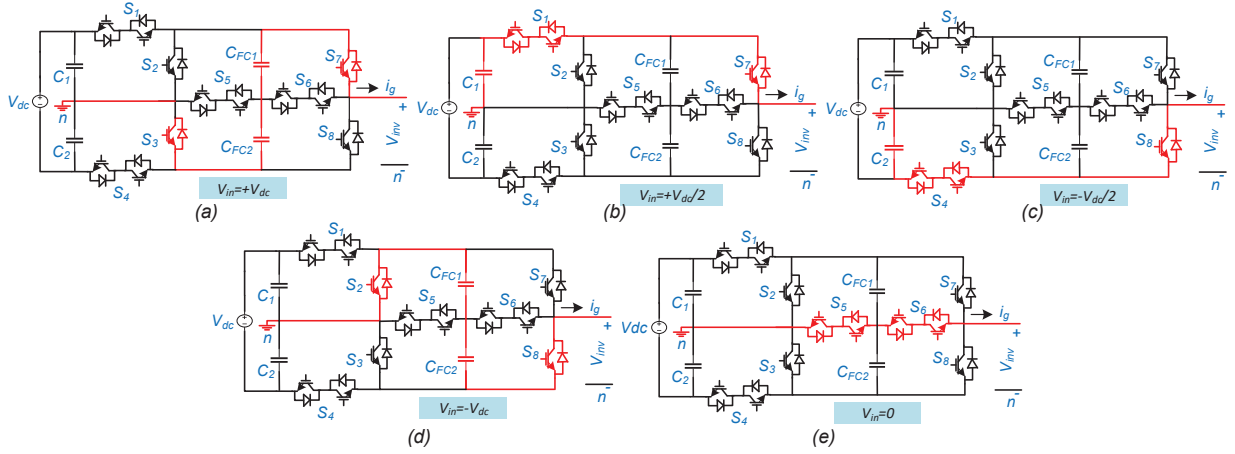 S1
S2
S3
S4
S5
S6
S7
S8
C1
C2
CFC1
CFC2
Vdc
n
ig
+
Vinv
n-
Vin=+Vdc
(a)
S1
S2
S3
S4
S5
S6
S7
S8
C1
C2
CFC1
CFC2
Vdc
n
ig
+
Vinv
n-
Vin=+Vdc/2
(b)
S1
S2
S3
S4
S5
S6
S7
S8
C1
C2
CFC1
CFC2
Vdc
n
ig
+
Vinv
n-
Vin=-Vdc/2
(c)
S1
S2
S3
S4
S5
S6
S7
S8
C1
C2
CFC1
CFC2
Vdc
n
ig
+
Vinv
n-
Vin=-Vdc
(d)
S1
S2
S3
S4
S5
S6
S7
S8
C1
C2
CFC1
CFC2
Vdc
n
ig
+
Vinv
n-
Vin=0
(e)